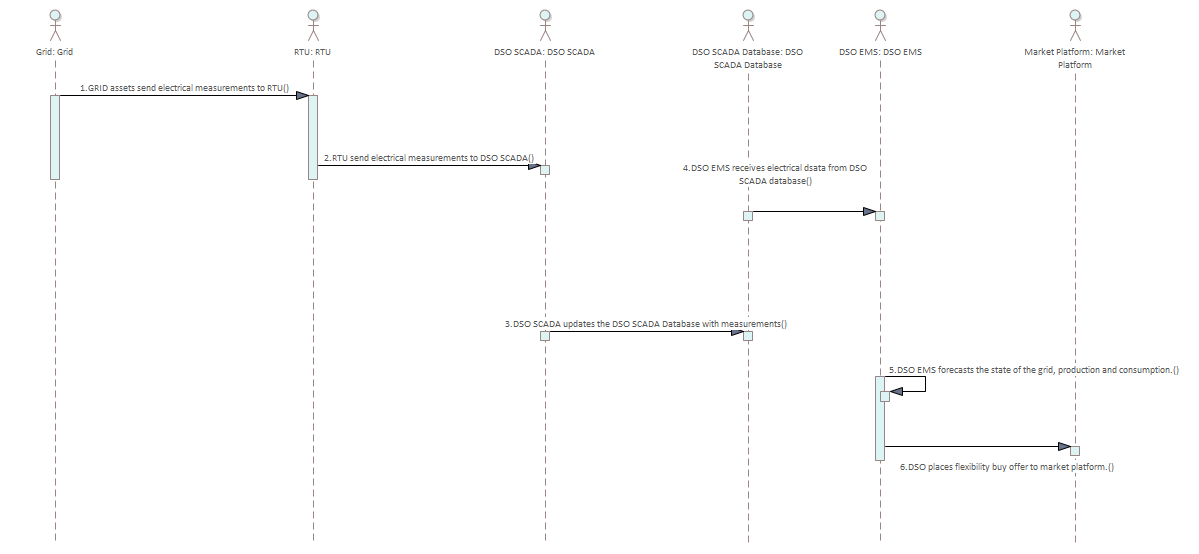 Grid: Grid
RTU: RTU
DSO SCADA: DSO SCADA
DSO SCADA Database: DSO
SCADA Database
DSO EMS: DSO EMS
Market Platform: Market
Platform
1.GRID assets send electrical measurements to RTU()
2.RTU send electrical measurements to DSO SCADA()
4.DSO EMS receives electrical dsata from DSO
SCADA database()
3.DSO SCADA updates the DSO SCADA Database with measurements()
5.DSO EMS forecasts the state of the grid, production and consumption.()
6.DSO places flexibility buy offer to market platform.()